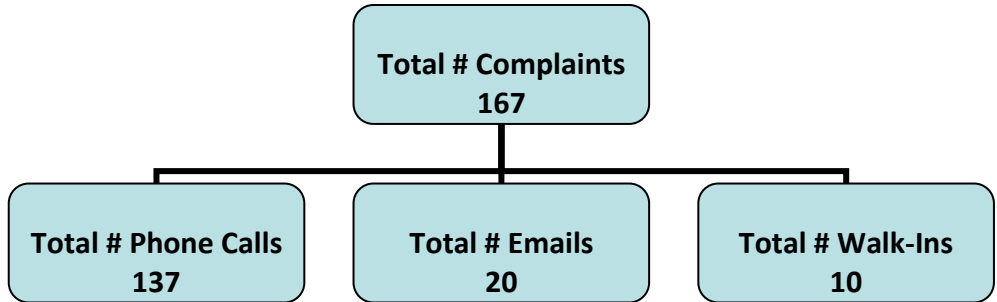 Total # Complaints
167
Total # Phone Calls
137
Total # Emails
20
Total # Walk-Ins
10